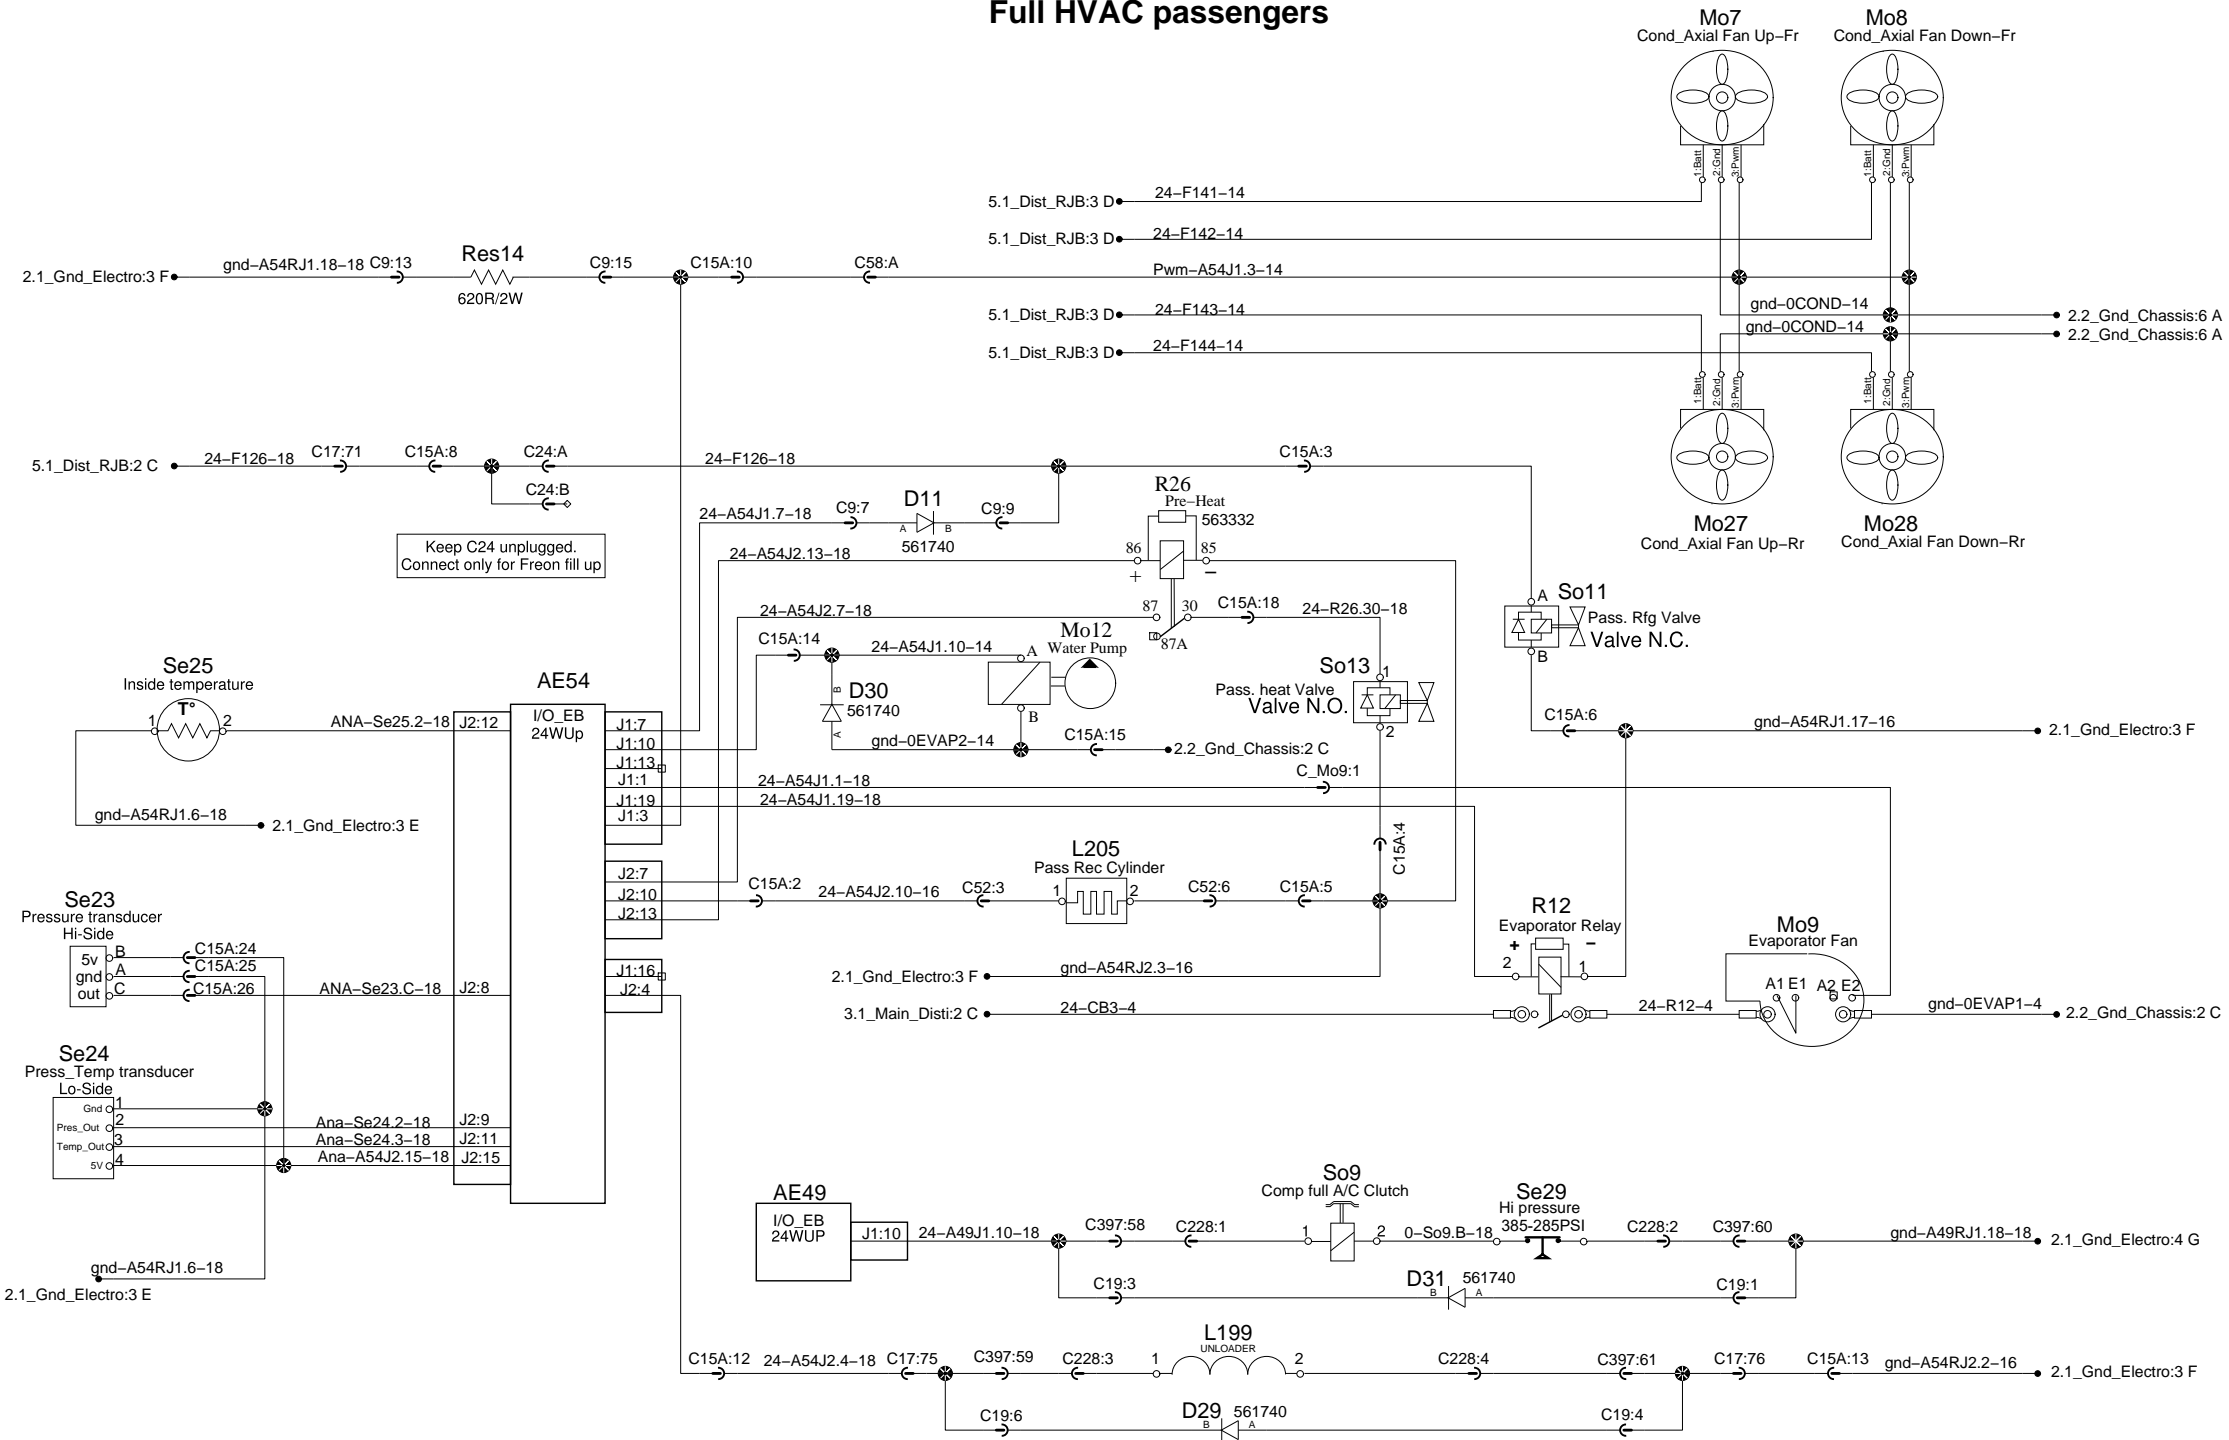 Full HVAC passengers
Mo7
Cond_Axial Fan Up−Fr
Mo8
Cond_Axial Fan Down−Fr
1:Batt
2:Gnd
3:Pwm
1:Batt
2:Gnd
3:Pwm
5.1_Dist_RJB:3 D
24−F141−14
5.1_Dist_RJB:3 D
24−F142−14
2.1_Gnd_Electro:3 F
gnd−A54RJ1.18−18
C9:13
Res14
620R/2W
C9:15
C15A:10
C58:A
Pwm−A54J1.3−14
5.1_Dist_RJB:3 D
24−F143−14
gnd−0COND−14
2.2_Gnd_Chassis:6 A
gnd−0COND−14
2.2_Gnd_Chassis:6 A
5.1_Dist_RJB:3 D
24−F144−14
1:Batt
2:Gnd
3:Pwm
1:Batt
2:Gnd
3:Pwm
Mo27
Cond_Axial Fan Up−Rr
Mo28
Cond_Axial Fan Down−Rr
5.1_Dist_RJB:2 C
24−F126−18
C17:71
C15A:8
C24:A
24−F126−18
C15A:3
C24:B
Keep C24 unplugged.
Connect only for Freon fill up
24−A54J1.7−18
C9:7
D11
A
B
561740
C9:9
R26
Pre−Heat
563332
24−A54J2.13−18
86
+
85
−
24−A54J2.7−18
87
30
87A
C15A:18
24−R26.30−18
So11
A
B
Pass. Rfg Valve
Valve N.C.
C15A:14
24−A54J1.10−14
Mo12
Water Pump
A
B
D30
561740
B
A
gnd−0EVAP2−14
C15A:15
2.2_Gnd_Chassis:2 C
So13
Pass. heat Valve
Valve N.O.
1
2
C15A:6
gnd−A54RJ1.17−16
2.1_Gnd_Electro:3 F
Se25
Inside temperature
T°
1
2
ANA−Se25.2−18
J2:12
gnd−A54RJ1.6−18
2.1_Gnd_Electro:3 E
AE54
I/O_EB
24WUp
J1:7
J1:10
J1:13
J1:1
J1:19
J1:3
24−A54J1.1−18
C_Mo9:1
24−A54J1.19−18
C15A:4
J2:7
J2:10
J2:13
C15A:2
24−A54J2.10−16
C52:3
L205
Pass Rec Cylinder
1
2
C52:6
C15A:5
J1:16
J2:4
2.1_Gnd_Electro:3 F
gnd−A54RJ2.3−16
3.1_Main_Disti:2 C
24−CB3−4
R12
Evaporator Relay
+
−
2
1
24−R12−4
Mo9
Evaporator Fan
A1
E1
A2
E2
gnd−0EVAP1−4
2.2_Gnd_Chassis:2 C
Se23
Pressure transducer
Hi-Side
5v
gnd
out
B
A
C
C15A:24
C15A:25
C15A:26
ANA−Se23.C−18
J2:8
Se24
Press_Temp transducer
Lo-Side
Gnd
1
Pres_Out
2
Temp_Out
3
5V
4
Ana−Se24.2−18
J2:9
Ana−Se24.3−18
J2:11
Ana−A54J2.15−18
J2:15
gnd−A54RJ1.6−18
2.1_Gnd_Electro:3 E
AE49
I/O_EB
24WUP
J1:10
24−A49J1.10−18
C397:58
C228:1
So9
Comp full A/C Clutch
1
2
0−So9.B−18
Se29
Hi pressure
385-285PSI
C228:2
C397:60
gnd−A49RJ1.18−18
2.1_Gnd_Electro:4 G
C19:3
D31
561740
B
A
C19:1
C15A:12
24−A54J2.4−18
C17:75
C397:59
C228:3
L199
UNLOADER
1
2
C228:4
C397:61
C17:76
C15A:13
gnd−A54RJ2.2−16
2.1_Gnd_Electro:3 F
C19:6
D29
561740
B
A
C19:4